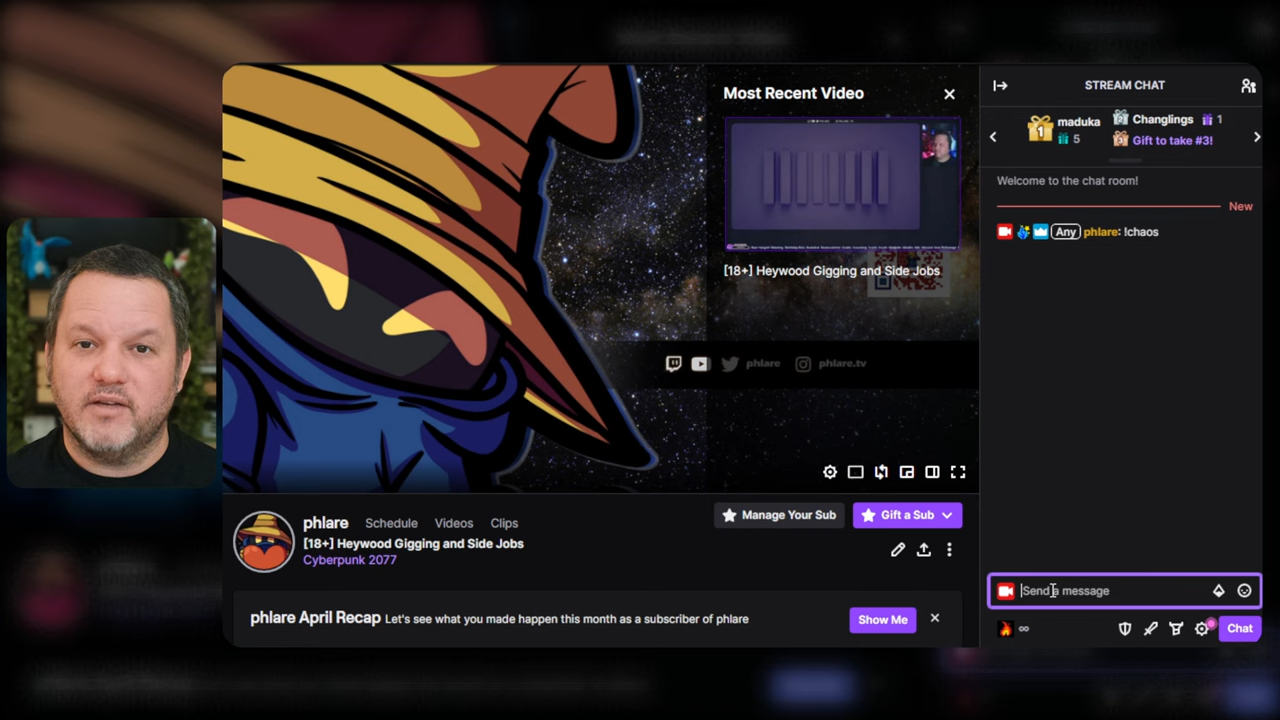 Most Recent Video
[18+] Heywood Gigging and Side Jobs
phlare
phlare.tv
phlare
Schedule
Videos
Clips
[18+] Heywood Gigging and Side Jobs
Cyberpunk 2077
Manage Your Sub
Gift a Sub
phlare April Recap Let's see what you made happen this month as a subscriber of phlare
Show Me
STREAM CHAT
1
maduka
5
Changlings
1
Gift to take #3!
Welcome to the chat room!
New
Any phlare: !chaos
Send a message
∞
Chat